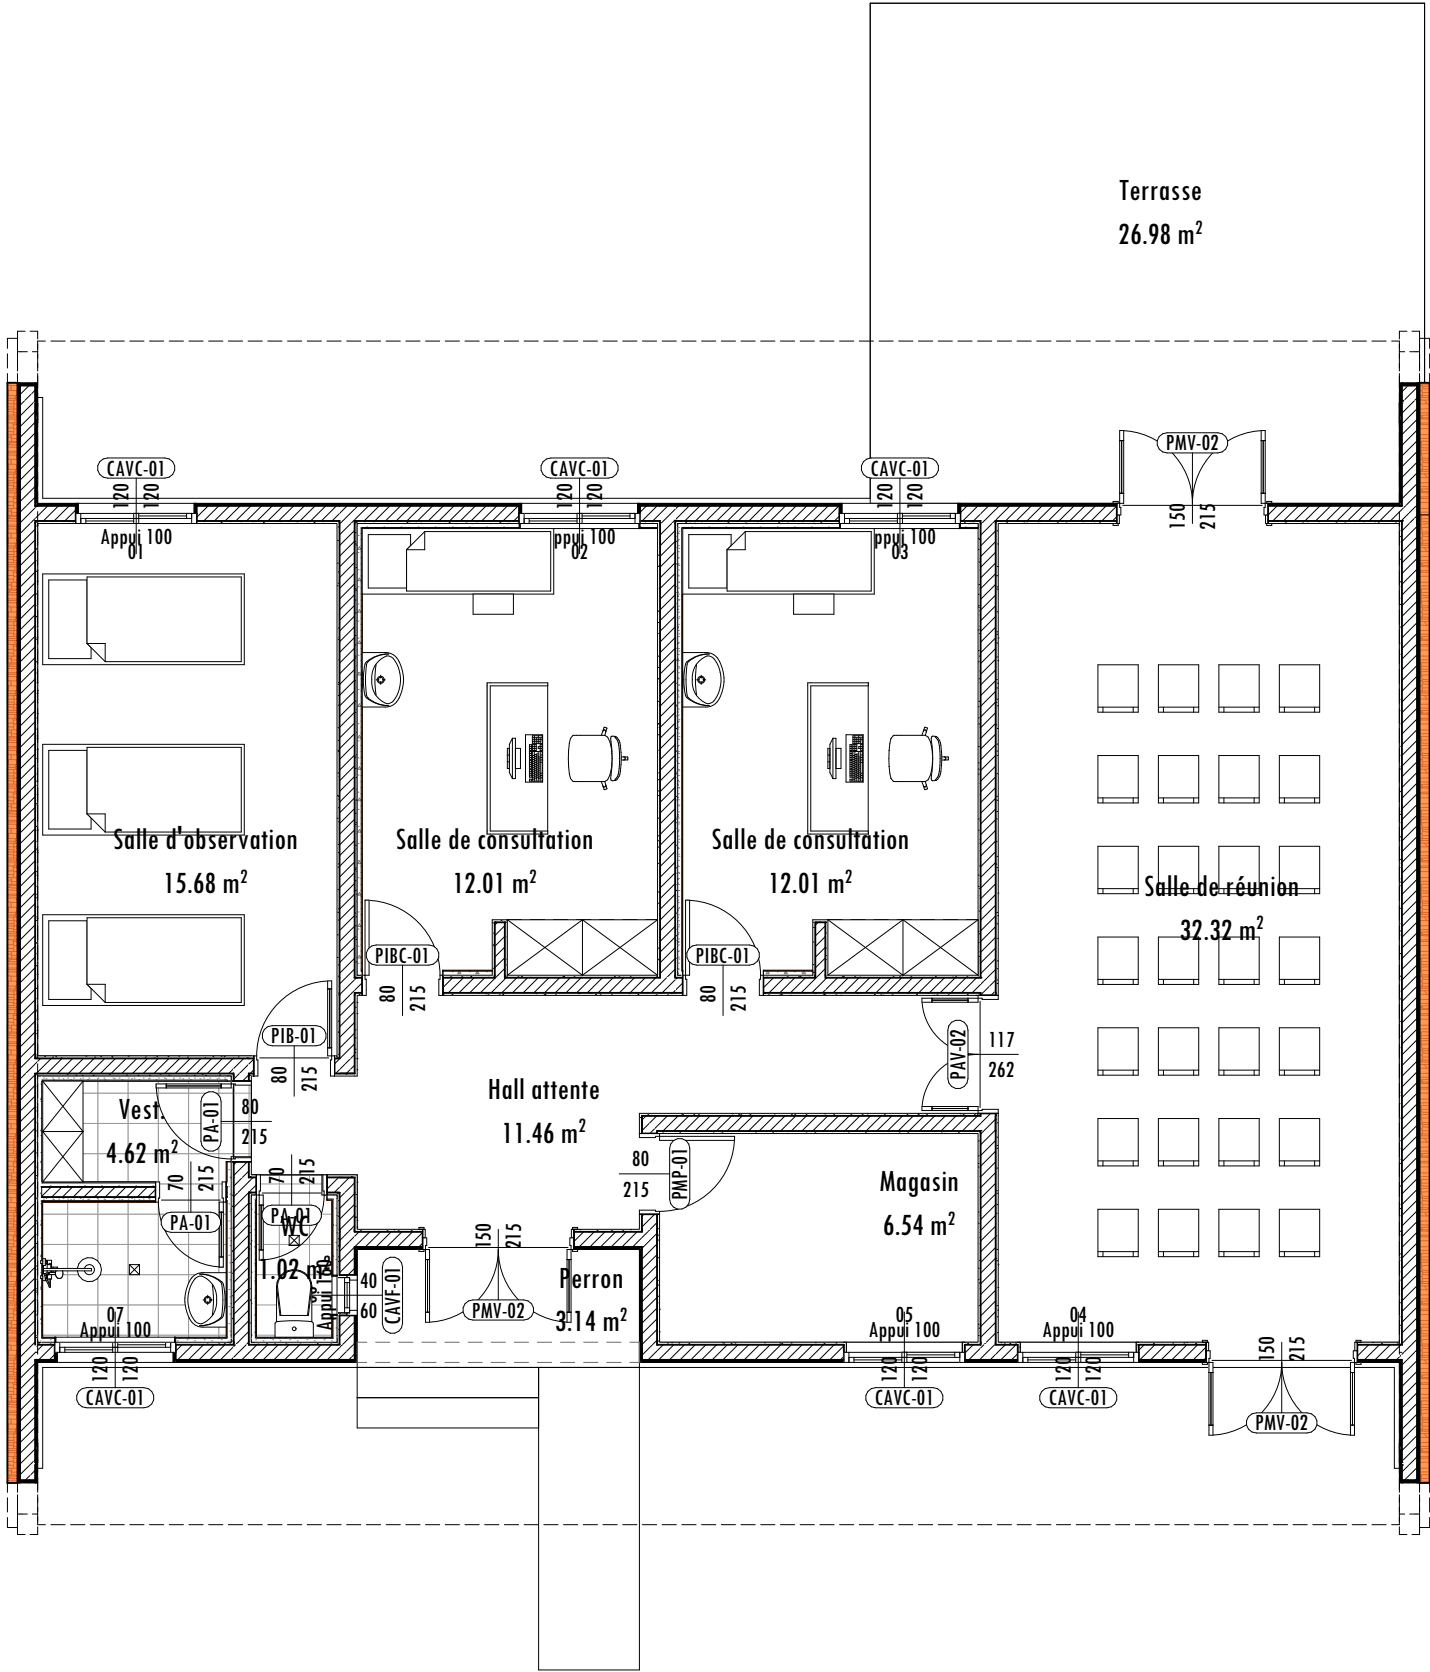 Terrasse
26.98 m²
CAVC-01
120
120
Appui 100
01
CAVC-01
120
120
ppui 100
02
CAVC-01
120
120
ppui 100
03
PMV-02
150
215
Salle d'observation
15.68 m²
Salle de consultation
12.01 m²
Salle de consultation
12.01 m²
Salle de réunion
32.32 m²
PIBC-01
80
215
PIBC-01
80
215
PIB-01
80
215
PAV-02
117
262
Hall attente
11.46 m²
Vest.
4.62 m²
PA-01
80
215
70
215
PA-01
70
215
PA-01
WC
1.02 m²
80
215
PMP-01
Magasin
6.54 m²
150
215
PMV-02
Perron
3.14 m²
Appui 160
40
60
CAVF-01
07
Appui 100
120
120
CAVC-01
05
Appui 100
120
120
CAVC-01
04
Appui 100
120
120
CAVC-01
150
215
PMV-02